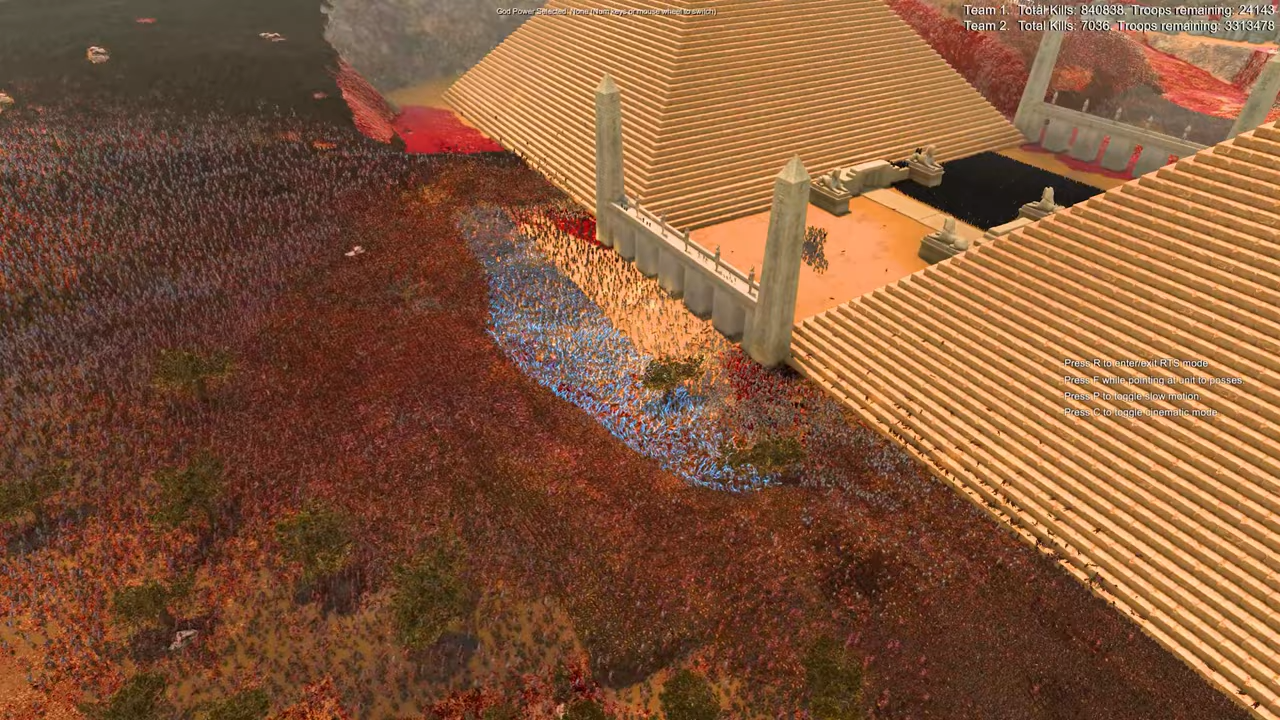 God Power Selected: None (Num keys or mouse wheel to switch)
Team 1. Total Kills: 840838. Troops remaining: 24143
Team 2. Total Kills: 7036. Troops remaining: 3313478
Press R to enter/exit RTS mode
Press F while pointing at unit to posses.
Press P to toggle slow motion.
Press C to toggle cinematic mode.